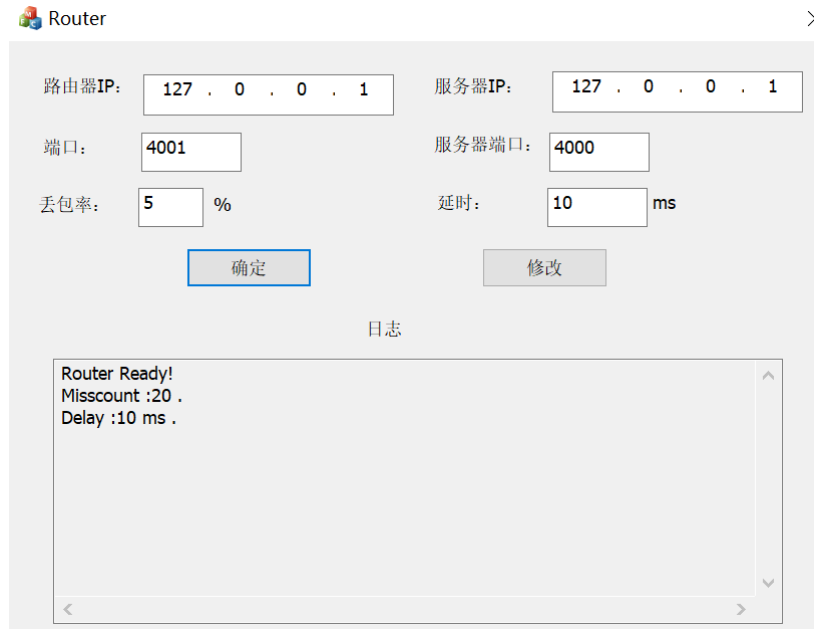 Router
路由器IP： 127 . 0 . 0 . 1 服务器IP： 127 . 0 . 0 . 1
端口： 4001 服务器端口： 4000
丢包率： 5 % 延时： 10 ms
确定 修改
日志
Router Ready!
Misscount :20 .
Delay :10 ms .